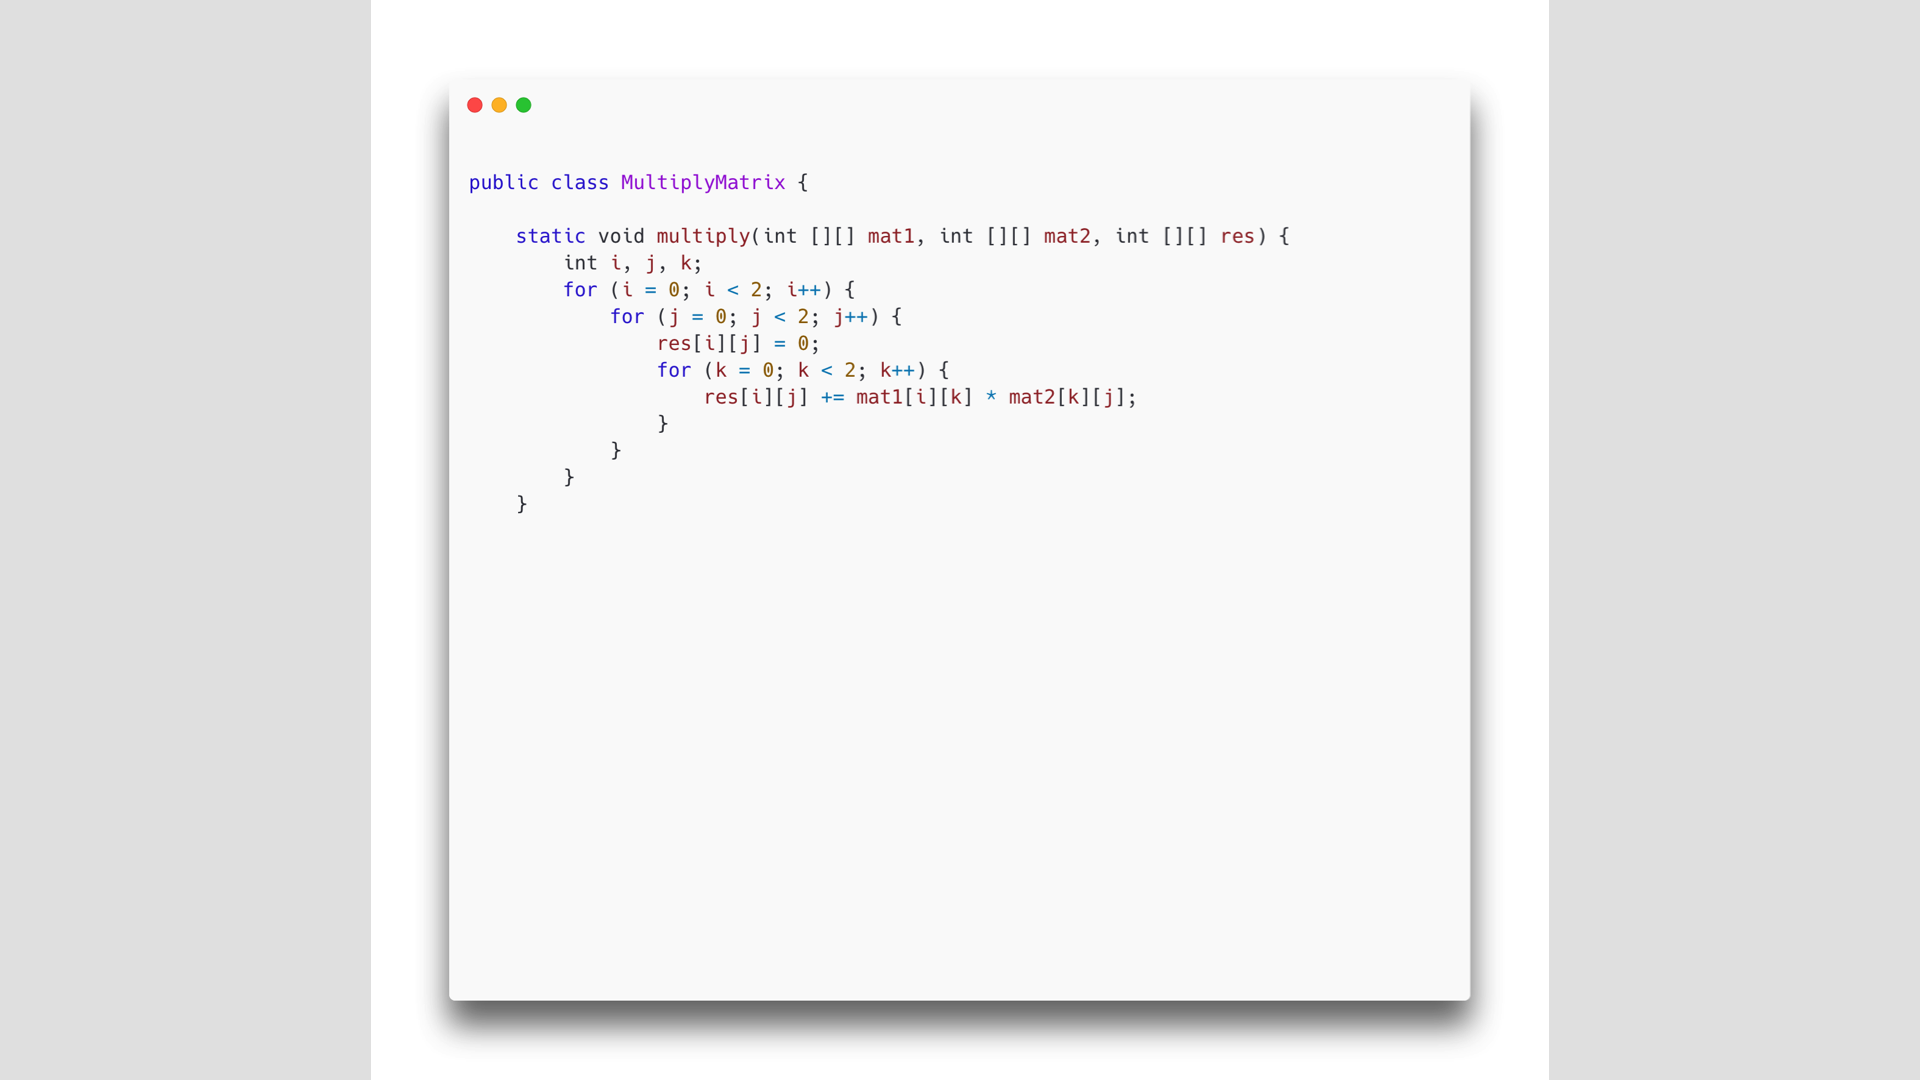 public class MultiplyMatrix {
static void multiply(int [][] mat1, int [][] mat2, int [][] res) {
int i, j, k;
for (i = 0; i < 2; i++) {
for (j = 0; j < 2; j++) {
res[i][j] = 0;
for (k = 0; k < 2; k++) {
res[i][j] += mat1[i][k] * mat2[k][j];
}
}
}
}